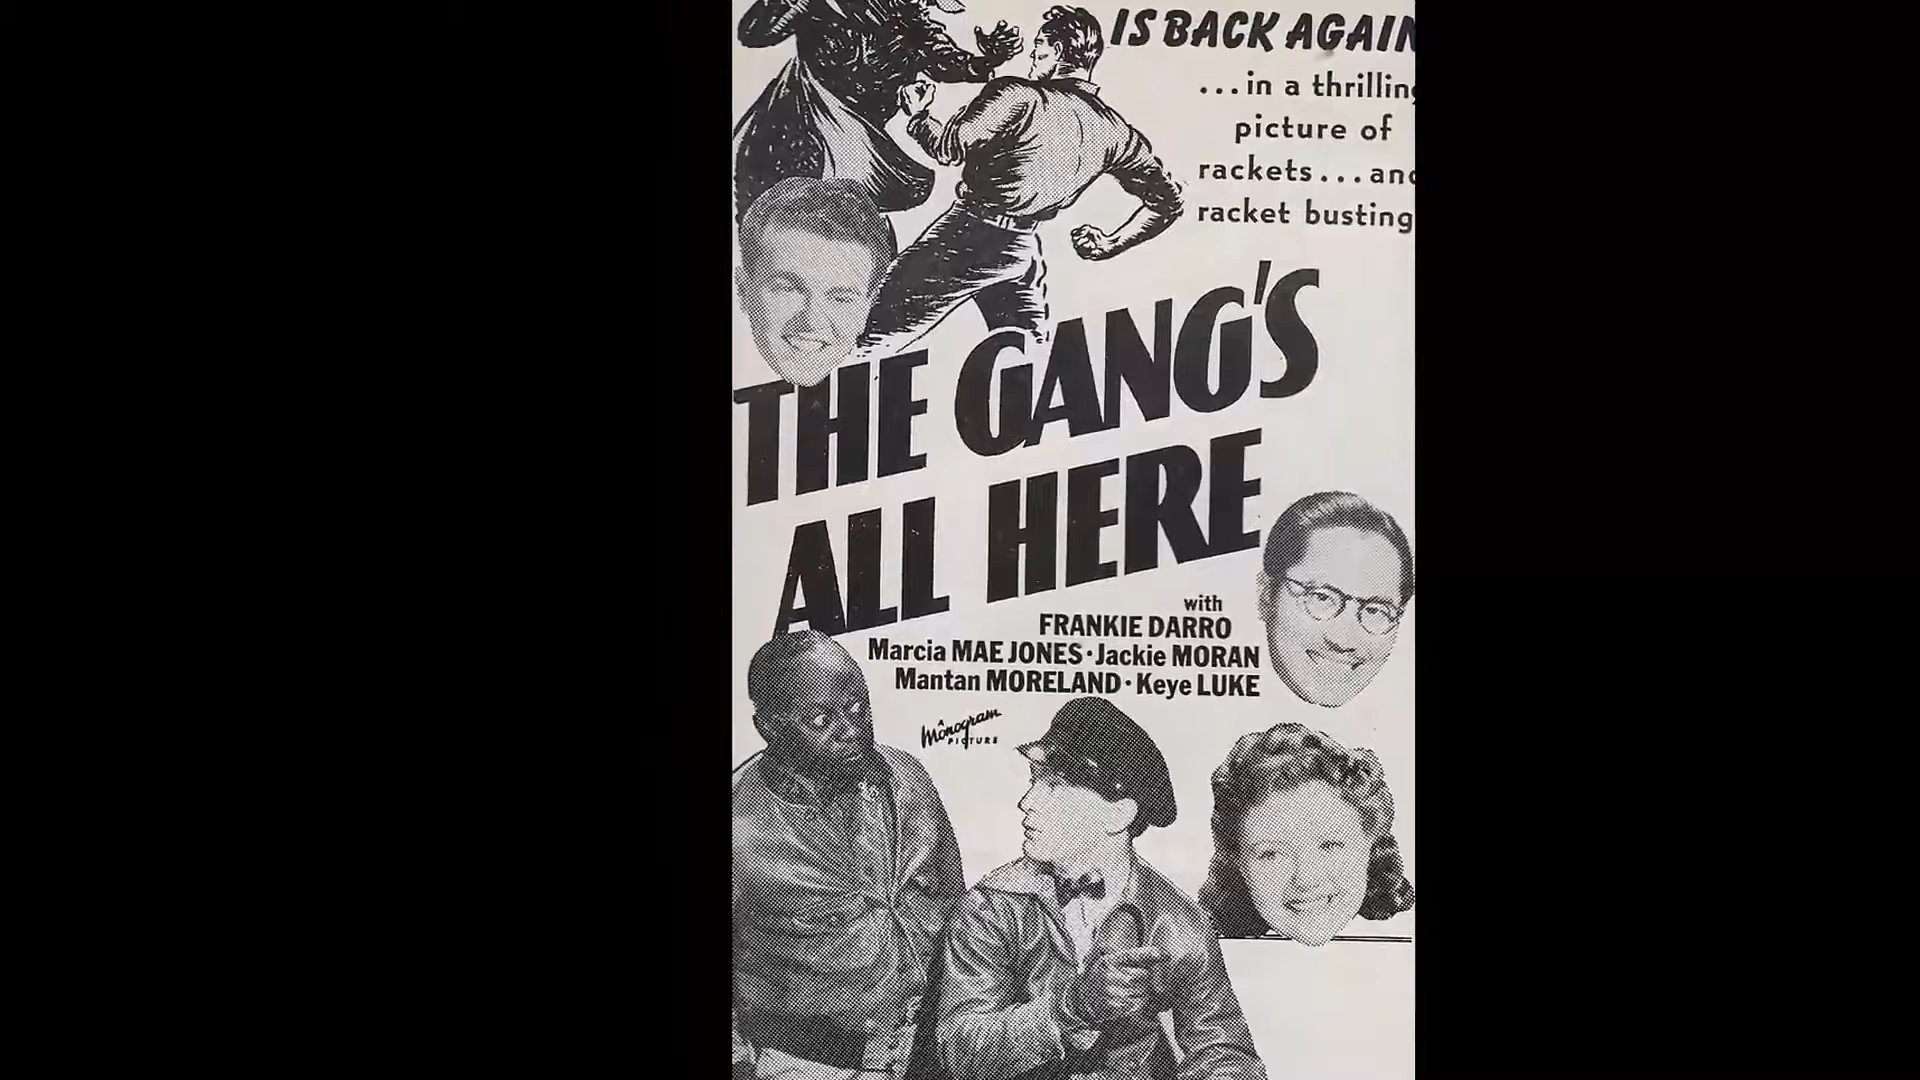 IS BACK AGAIN
...in a thrilling
picture of
rackets...and
racket busting
THE GANG'S
ALL HERE
with
FRANKIE DARRO
Marcia MAE JONES·Jackie MORAN
Mantan MORELAND·Keye LUKE
A
Monogram
PICTURE